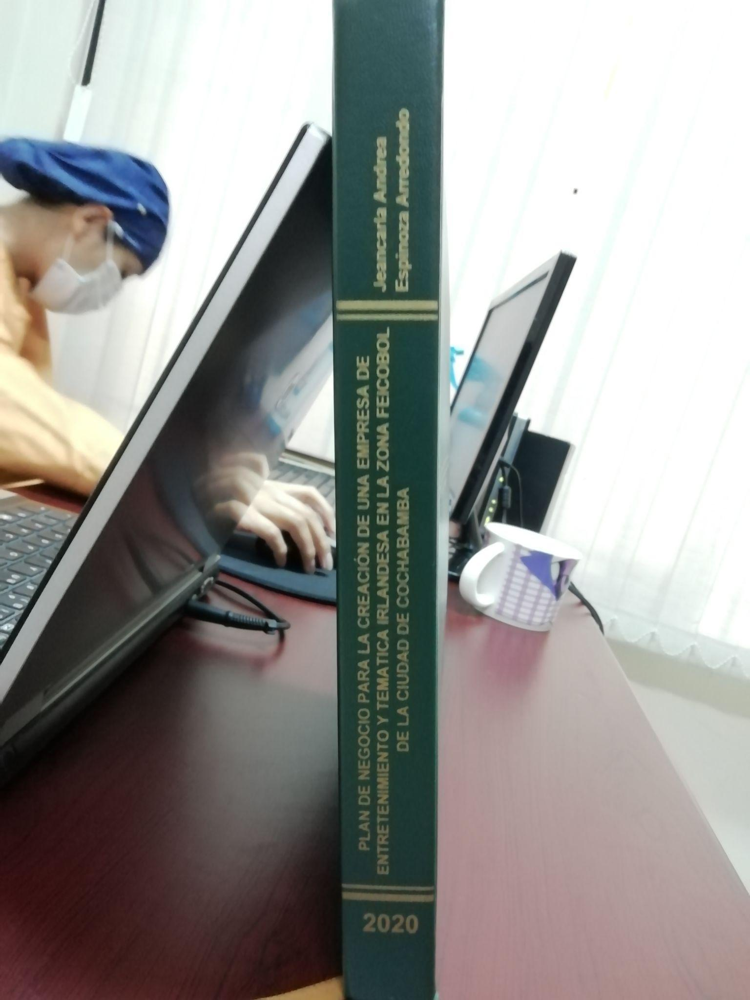 Jeancarla Andrea
Espinoza Arredondo
PLAN DE NEGOCIO PARA LA CREACIÓN DE UNA EMPRESA DE
ENTRETENIMIENTO Y TEMATICA IRLANDESA EN LA ZONA FEICOBOL
DE LA CIUDAD DE COCHABAMBA
2020